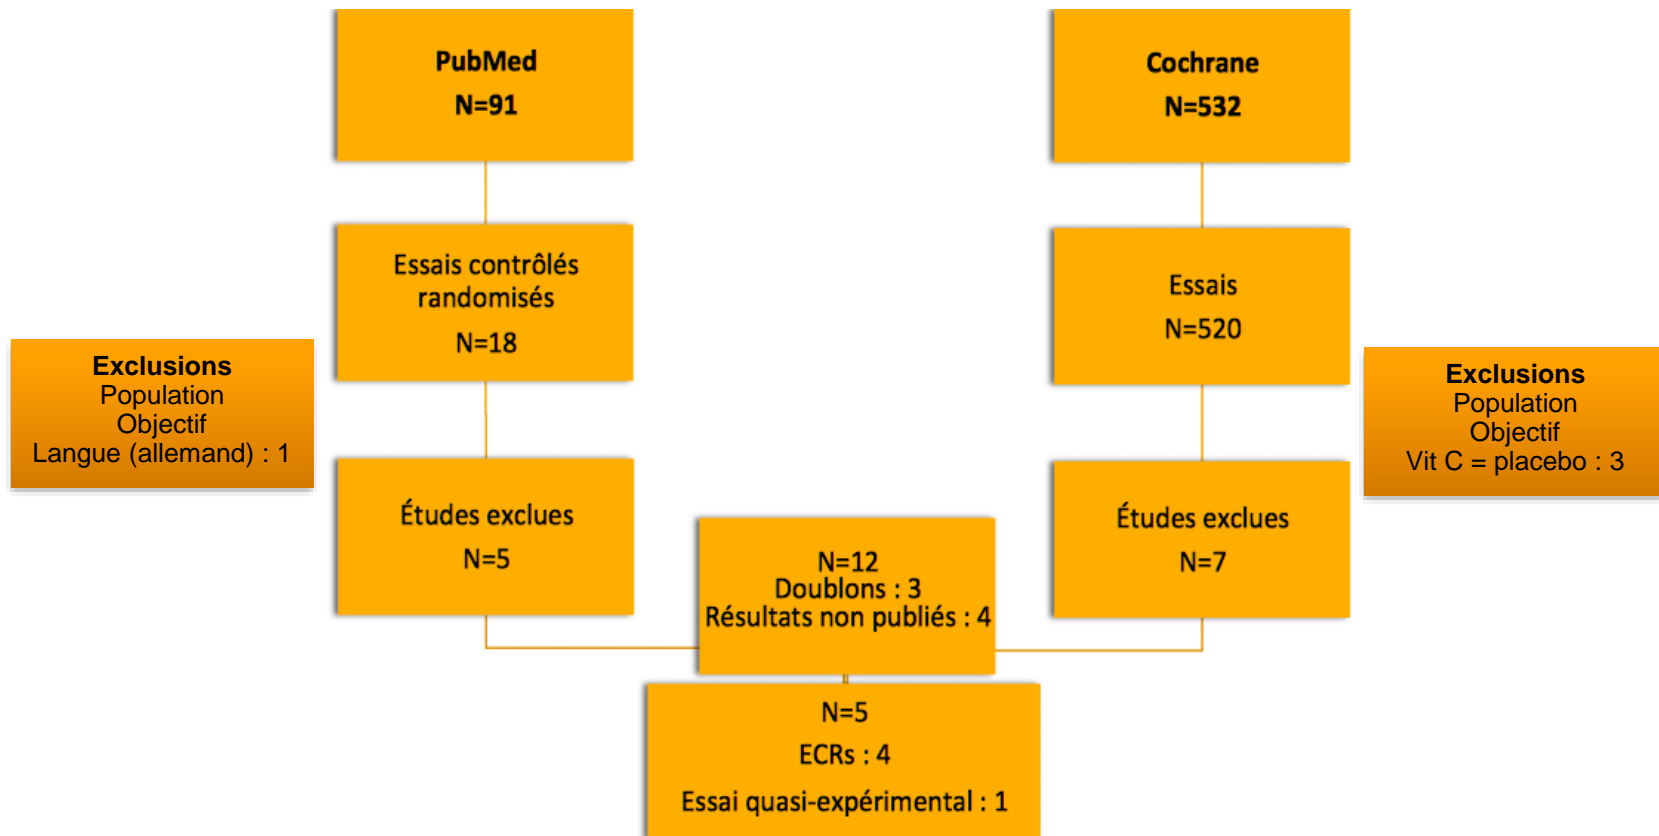 PubMed
N=91
Cochrane
N=532
Essais contrôlés
randomisés
N=18
Essais
N=520
Exclusions
Population
Objectif
Langue (allemand) : 1
Exclusions
Population
Objectif
Vit C = placebo : 3
Études exclues
N=5
Études exclues
N=7
N=12
Doublons : 3
Résultats non publiés : 4
N=5
ECRs : 4
Essai quasi-expérimental : 1